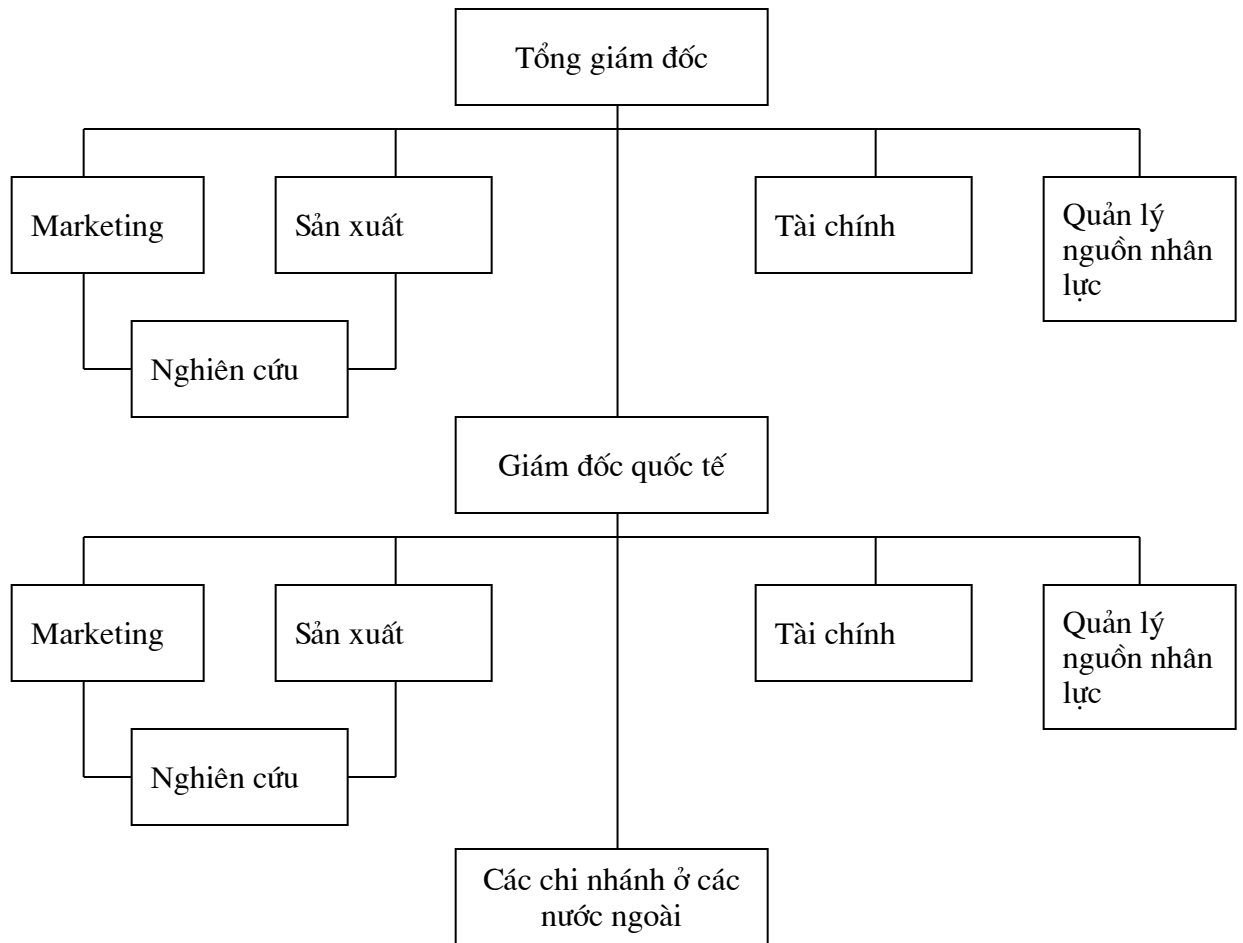 Tổng giám đốc
Marketing
Sản xuất
Tài chính
Quản lý
nguồn nhân
lực
Nghiên cứu
Giám đốc quốc tế
Marketing
Sản xuất
Tài chính
Quản lý
nguồn nhân
lực
Nghiên cứu
Các chi nhánh ở các
nước ngoài